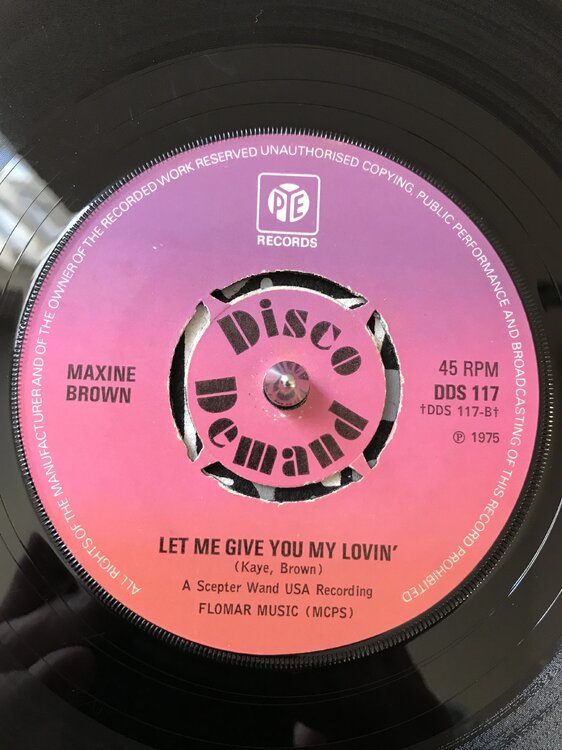 ALL RIGHTS OF THE MANUFACTURER AND OF THE OWNER OF THE RECORDED WORK RESERVED UNAUTHORISED COPYING, PUBLIC PERFORMANCE AND BROADCASTING OF THIS RECORD PROHIBITED
PYE
RECORDS
Disco
Demand
MAXINE
BROWN
45 RPM
DDS 117
†DDS 117-B†
℗ 1975
LET ME GIVE YOU MY LOVIN'
(Kaye, Brown)
A Scepter Wand USA Recording
FLOMAR MUSIC (MCPS)